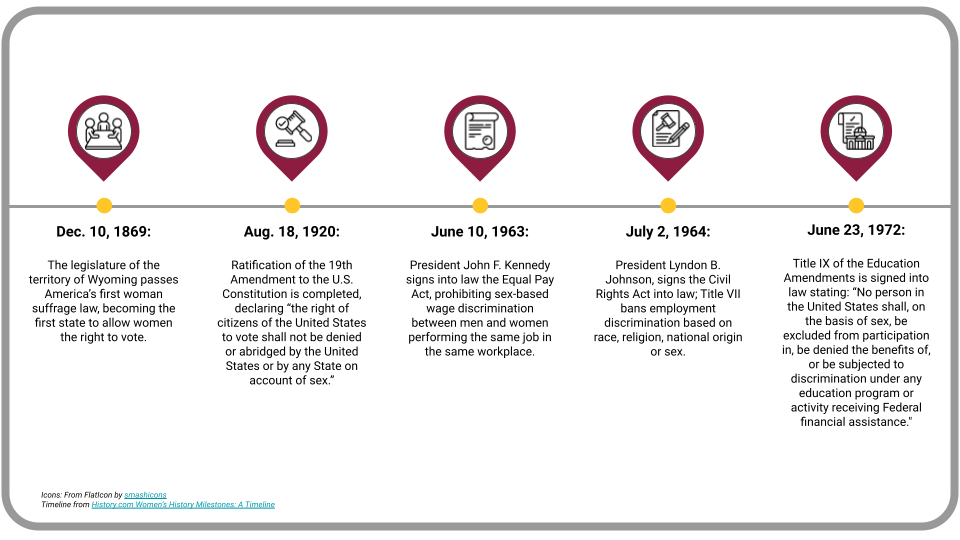 Dec. 10, 1869:
The legislature of the
territory of Wyoming passes
America's first woman
suffrage law, becoming the
first state to allow women
the right to vote.
Aug. 18, 1920:
Ratification of the 19th
Amendment to the U.S.
Constitution is completed,
declaring “the right of
citizens of the United States
to vote shall not be denied
or abridged by the United
States or by any State on
account of sex.”
June 10, 1963:
President John F. Kennedy
signs into law the Equal Pay
Act, prohibiting sex-based
wage discrimination
between men and women
performing the same job in
the same workplace.
July 2, 1964:
President Lyndon B.
Johnson, signs the Civil
Rights Act into law; Title VII
bans employment
discrimination based on
race, religion, national origin
or sex.
June 23, 1972:
Title IX of the Education
Amendments is signed into
law stating: “No person in
the United States shall, on
the basis of sex, be
excluded from participation
in, be denied the benefits of,
or be subjected to
discrimination under any
education program or
activity receiving Federal
financial assistance."
Icons: From FlatIcon by smashicons
Timeline from History.com Women's History Milestones: A Timeline